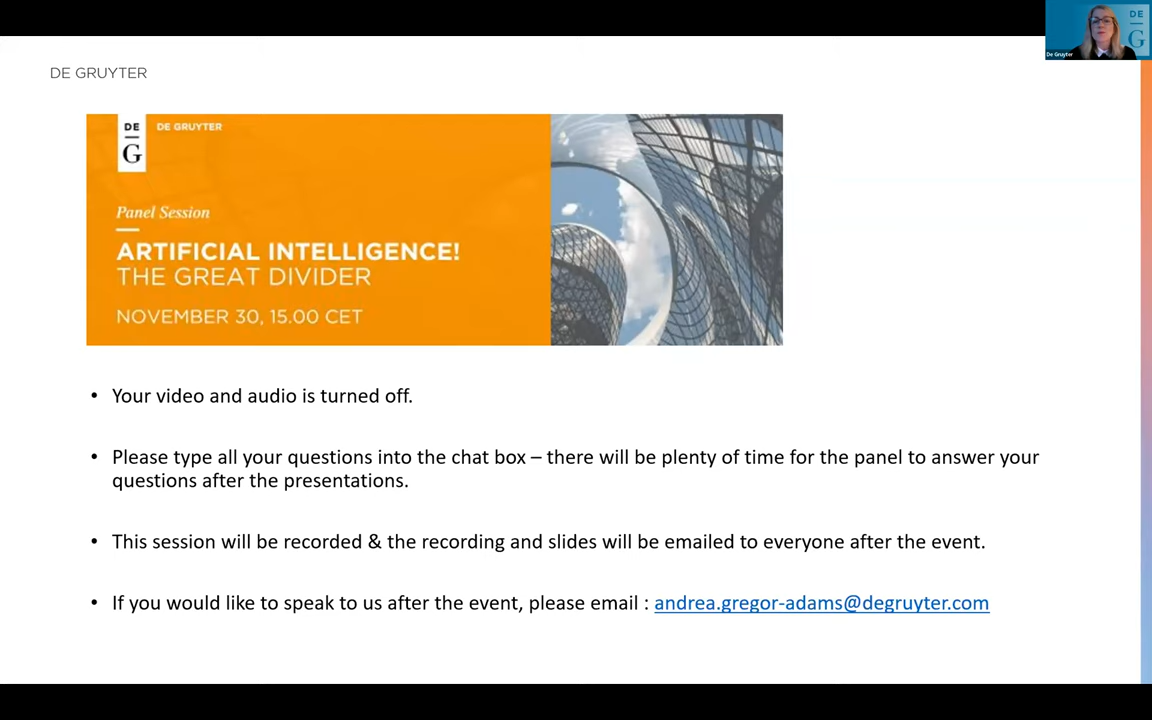 DE GRUYTER
DE
G
De Gruyter
DE
G
DE GRUYTER
Panel Session
ARTIFICIAL INTELLIGENCE!
THE GREAT DIVIDER
NOVEMBER 30, 15.00 CET
• Your video and audio is turned off.
• Please type all your questions into the chat box – there will be plenty of time for the panel to answer your
questions after the presentations.
• This session will be recorded & the recording and slides will be emailed to everyone after the event.
• If you would like to speak to us after the event, please email : andrea.gregor-adams@degruyter.com